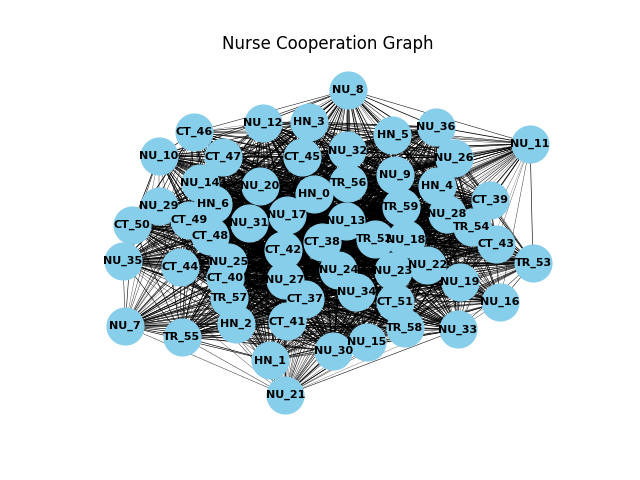 Nurse Cooperation Graph
NU_8
NU_12
HN_3
NU_36
CT_46
HN_5
NU_11
NU_32
CT_47
CT_45
NU_10
NU_26
NU_9
NU_14
TR_56
NU_20
HN_4
HN_0
CT_39
HN_6
NU_29
TR_59
NU_28
NU_17
CT_49
NU_13
NU_31
CT_50
TR_54
CT_48
TR_52
NU_18
CT_38
CT_43
CT_42
NU_35
NU_25
TR_53
NU_22
CT_44
NU_24
NU_23
CT_40
NU_27
NU_19
NU_34
TR_57
CT_37
CT_51
NU_16
CT_41
HN_2
NU_7
TR_58
NU_33
TR_55
NU_15
NU_30
HN_1
NU_21